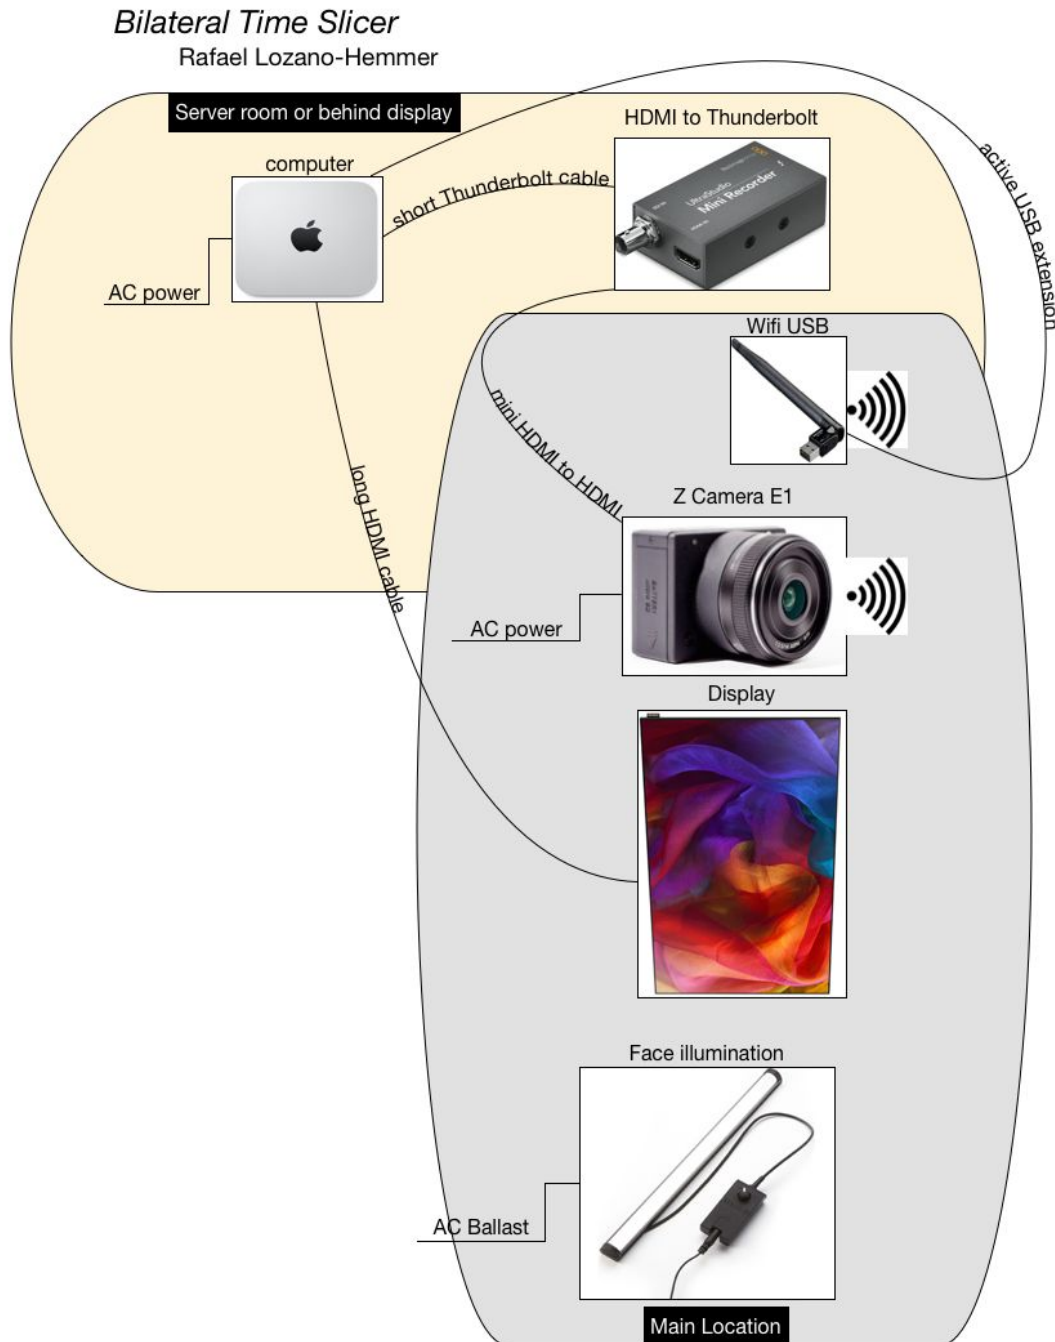 Bilateral Time Slicer
Rafael Lozano-Hemmer
Server room or behind display
HDMI to Thunderbolt
computer
short Thunderbolt cable
UltraStudio
Mini Recorder
active USB extension
AC power
Wifi USB
mini HDMI to HDMI
long HDMI cable
Z Camera E1
AC power
Display
Face illumination
AC Ballast
Main Location